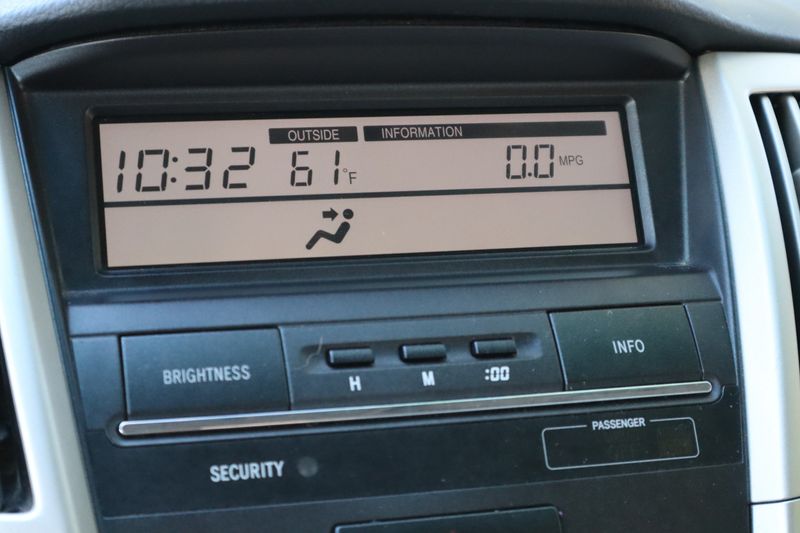 OUTSIDE INFORMATION
10:32 61°F 0.0 MPG
BRIGHTNESS H M :00 INFO
PASSENGER
SECURITY